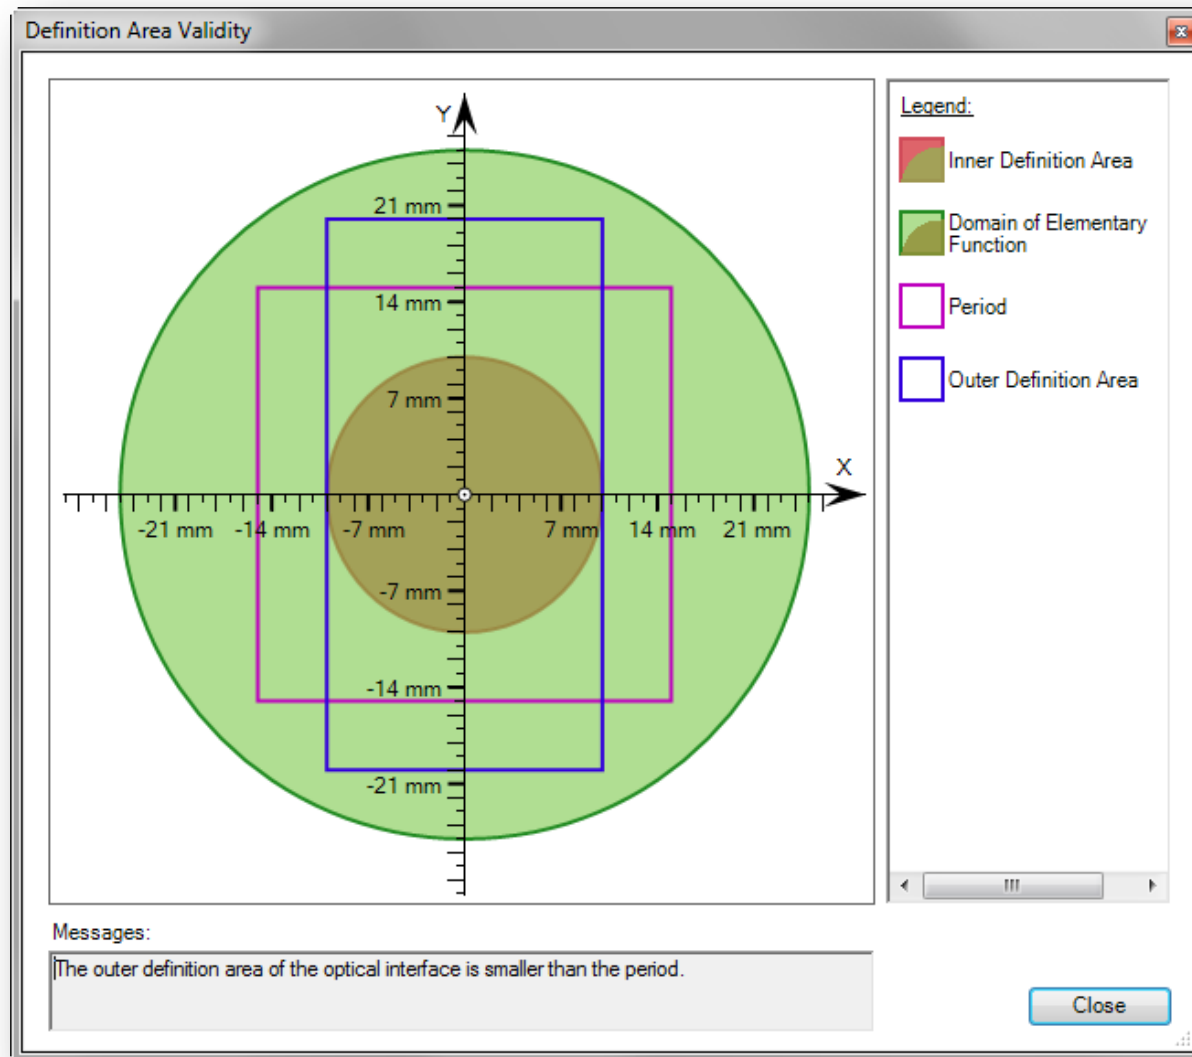 Definition Area Validity
Y
21 mm
14 mm
7 mm
X
-21 mm -14 mm -7 mm 7 mm 14 mm 21 mm
-7 mm
-14 mm
-21 mm
Legend:
Inner Definition Area
Domain of Elementary
Function
Period
Outer Definition Area
Messages:
The outer definition area of the optical interface is smaller than the period.
Close